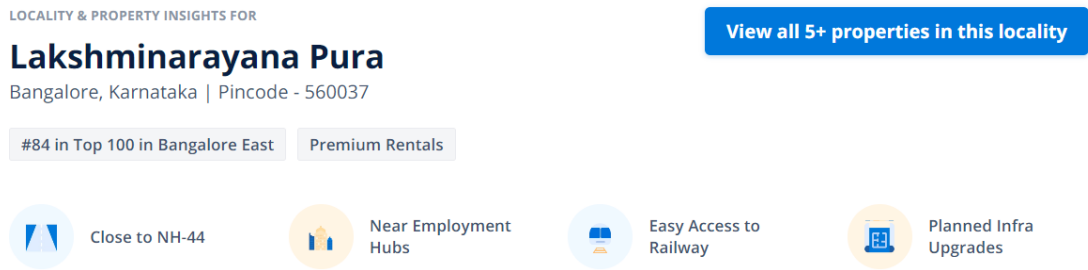 LOCALITY & PROPERTY INSIGHTS FOR
View all 5+ properties in this locality
Lakshminarayana Pura
Bangalore, Karnataka | Pincode - 560037
#84 in Top 100 in Bangalore East
Premium Rentals
Close to NH-44
Near Employment
Hubs
Easy Access to
Railway
Planned Infra
Upgrades